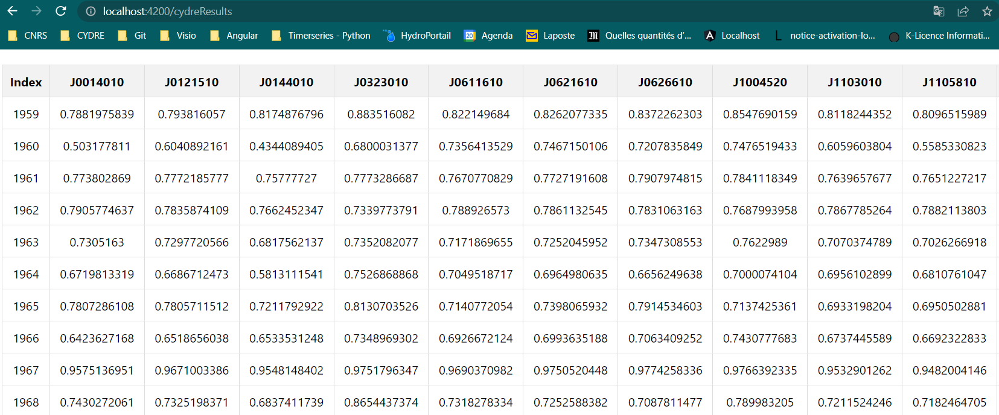 localhost:4200/cydreResults
CNRS CYDRE Git Visio Angular Timerseries - Python HydroPortail 20 Agenda Laposte M Quelles quantités d'... A Localhost L notice-activation-lo... K-Licence Informati...
Index J0014010 J0121510 J0144010 J0323010 J0611610 J0621610 J0626610 J1004520 J1103010 J1105810
1959 0.7881975839 0.793816057 0.8174876796 0.883516082 0.822149684 0.8262077335 0.8372262303 0.8547690159 0.8118244352 0.8096515989
1960 0.503177811 0.6040892161 0.4344089405 0.6800031377 0.7356413529 0.7467150106 0.7207835849 0.7476519433 0.6059603804 0.5585330823
1961 0.773802869 0.7772185777 0.75777727 0.7773286687 0.7670770829 0.7727191608 0.7907974815 0.7841118349 0.7639657677 0.7651227217
1962 0.7905774637 0.7835874109 0.7662452347 0.7339773791 0.788926573 0.7861132545 0.7831063163 0.7687993958 0.7867785264 0.7882113803
1963 0.7305163 0.7297720566 0.6817562137 0.7352082077 0.7171869655 0.7252045952 0.7347308553 0.7622989 0.7070374789 0.7026266918
1964 0.6719813319 0.6686712473 0.5813111541 0.7526868868 0.7049518717 0.6964980635 0.6656249638 0.7000074104 0.6956102899 0.6810761047
1965 0.7807286108 0.7805711512 0.7211792922 0.8130703526 0.7140772054 0.7398065932 0.7914534603 0.7137425361 0.6933198204 0.6950502881
1966 0.6423627168 0.6518656038 0.6533531248 0.7348969302 0.6926672124 0.6993635188 0.7063409252 0.7430777683 0.6737445589 0.6692322833
1967 0.9575136951 0.9671003386 0.9548148402 0.9751796347 0.9690370982 0.9750520448 0.9774258336 0.9766392335 0.9532901262 0.9482004146
1968 0.7430272061 0.7325198371 0.6837411739 0.8654437374 0.7318278334 0.7252588382 0.7087811477 0.789983205 0.7211524246 0.7182464705